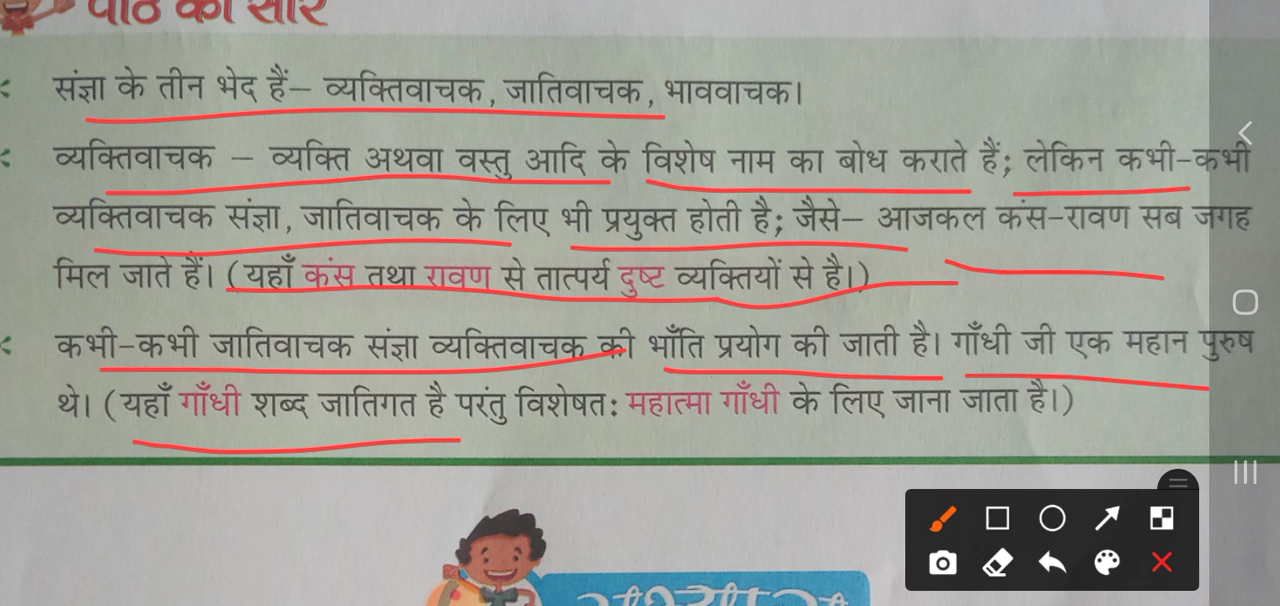 पाठ का सार
संज्ञा के तीन भेद हैं– व्यक्तिवाचक, जातिवाचक, भाववाचक।
व्यक्तिवाचक – व्यक्ति अथवा वस्तु आदि के विशेष नाम का बोध कराते हैं; लेकिन कभी-कभी
व्यक्तिवाचक संज्ञा, जातिवाचक के लिए भी प्रयुक्त होती है; जैसे– आजकल कंस-रावण सब जगह
मिल जाते हैं। (यहाँ कंस तथा रावण से तात्पर्य दुष्ट व्यक्तियों से है।)
कभी-कभी जातिवाचक संज्ञा व्यक्तिवाचक की भाँति प्रयोग की जाती है। गाँधी जी एक महान पुरुष
थे। (यहाँ गाँधी शब्द जातिगत है परंतु विशेषत: महात्मा गाँधी के लिए जाना जाता है।)